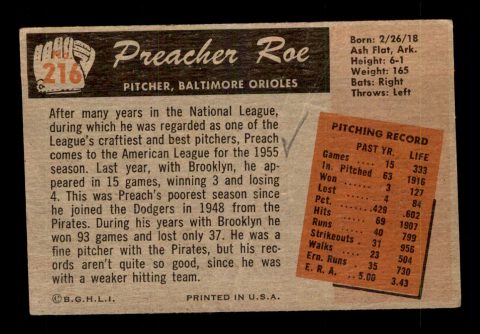 No.
216
Preacher Roe
PITCHER, BALTIMORE ORIOLES
Born: 2/26/18
Ash Flat, Ark.
Height: 6-1
Weight: 165
Bats: Right
Throws: Left
After many years in the National League,
during which he was regarded as one of
the League's craftiest and best pitchers, Preach
comes to the American League for the 1955
season. Last year, with Brooklyn, he ap-
peared in 15 games, winning 3 and losing
4. This was Preach's poorest season since
he joined the Dodgers in 1948 from the
Pirates. During his years with Brooklyn he
won 93 games and lost only 37. He was a
fine pitcher with the Pirates, but his rec-
ords aren't quite so good, since he was
with a weaker hitting team.
PITCHING RECORD
PAST YR. LIFE
Games 15 333
In. Pitched 63 1916
Won 3 127
Lost 4 84
Pct. .429 .602
Hits 69 1907
Runs 40 799
Strikeouts 31 956
Walks 23 504
Ern. Runs 35 730
E. R. A. 5.00 3.43
©B.G.H.L.I. PRINTED IN U.S.A.